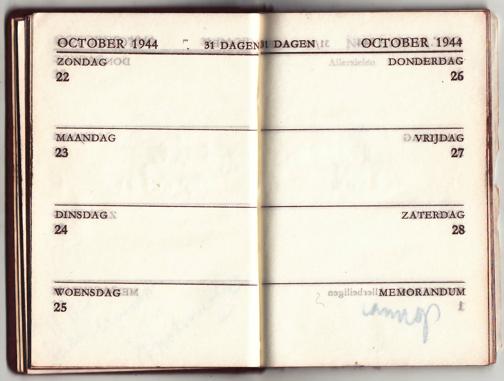 OCTOBER 1944 31 DAGEN
ZONDAG
22
MAANDAG
23
DINSDAG
24
WOENSDAG
25
31 DAGEN OCTOBER 1944
DONDERDAG
26
VRIJDAG
27
ZATERDAG
28
MEMORANDUM